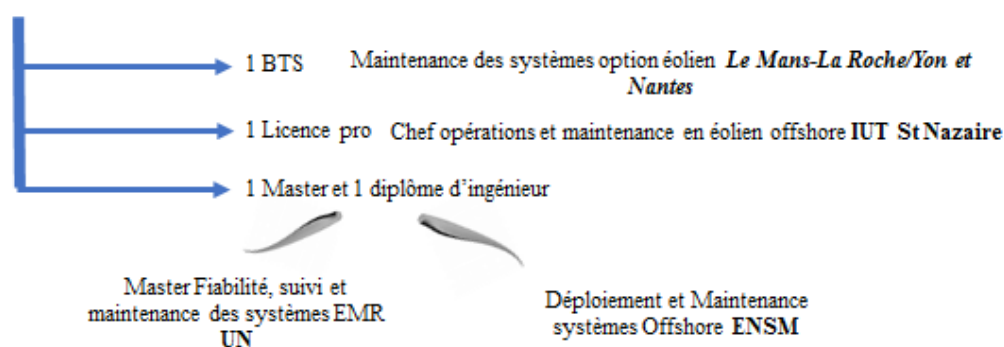 1 BTS Maintenance des systèmes option éolien Le Mans-La Roche/Yon et
Nantes
1 Licence pro Chef opérations et maintenance en éolien offshore IUT St Nazaire
1 Master et 1 diplôme d'ingénieur
Master Fiabilité, suivi et
maintenance des systèmes EMR
UN
Déploiement et Maintenance
systèmes Offshore ENSM